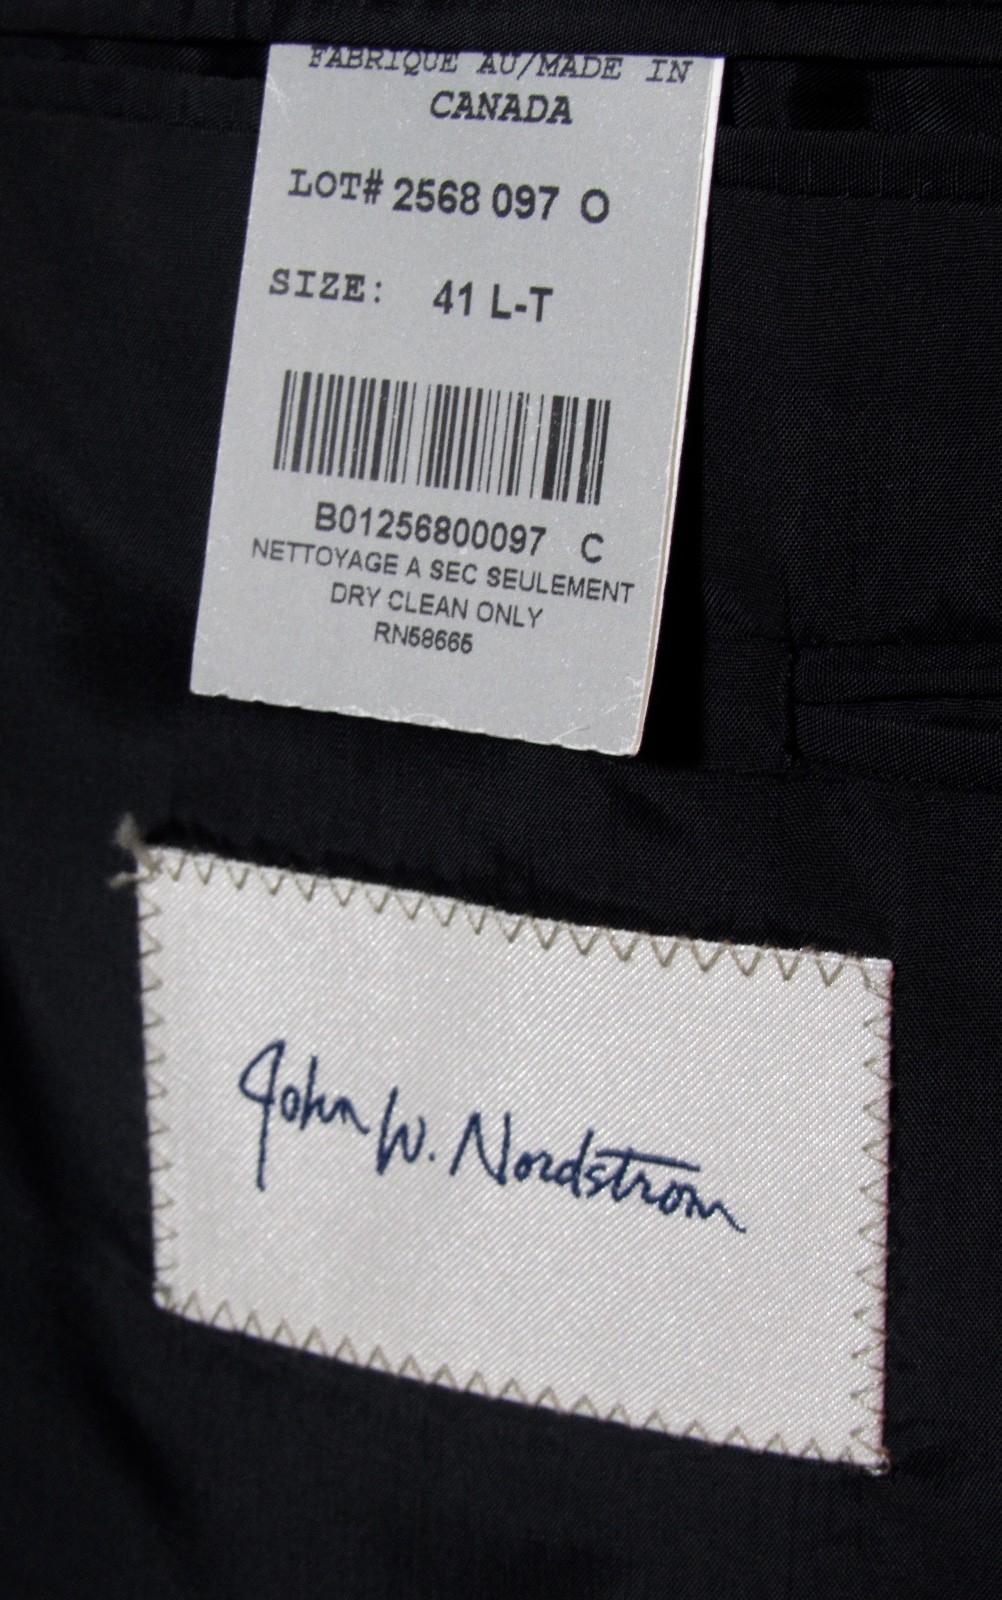 FABRIQUE AU/MADE IN
CANADA
LOT# 2568 097 O
SIZE: 41 L-T
B01256800097 C
NETTOYAGE A SEC SEULEMENT
DRY CLEAN ONLY
RN58665
John W. Nordstrom